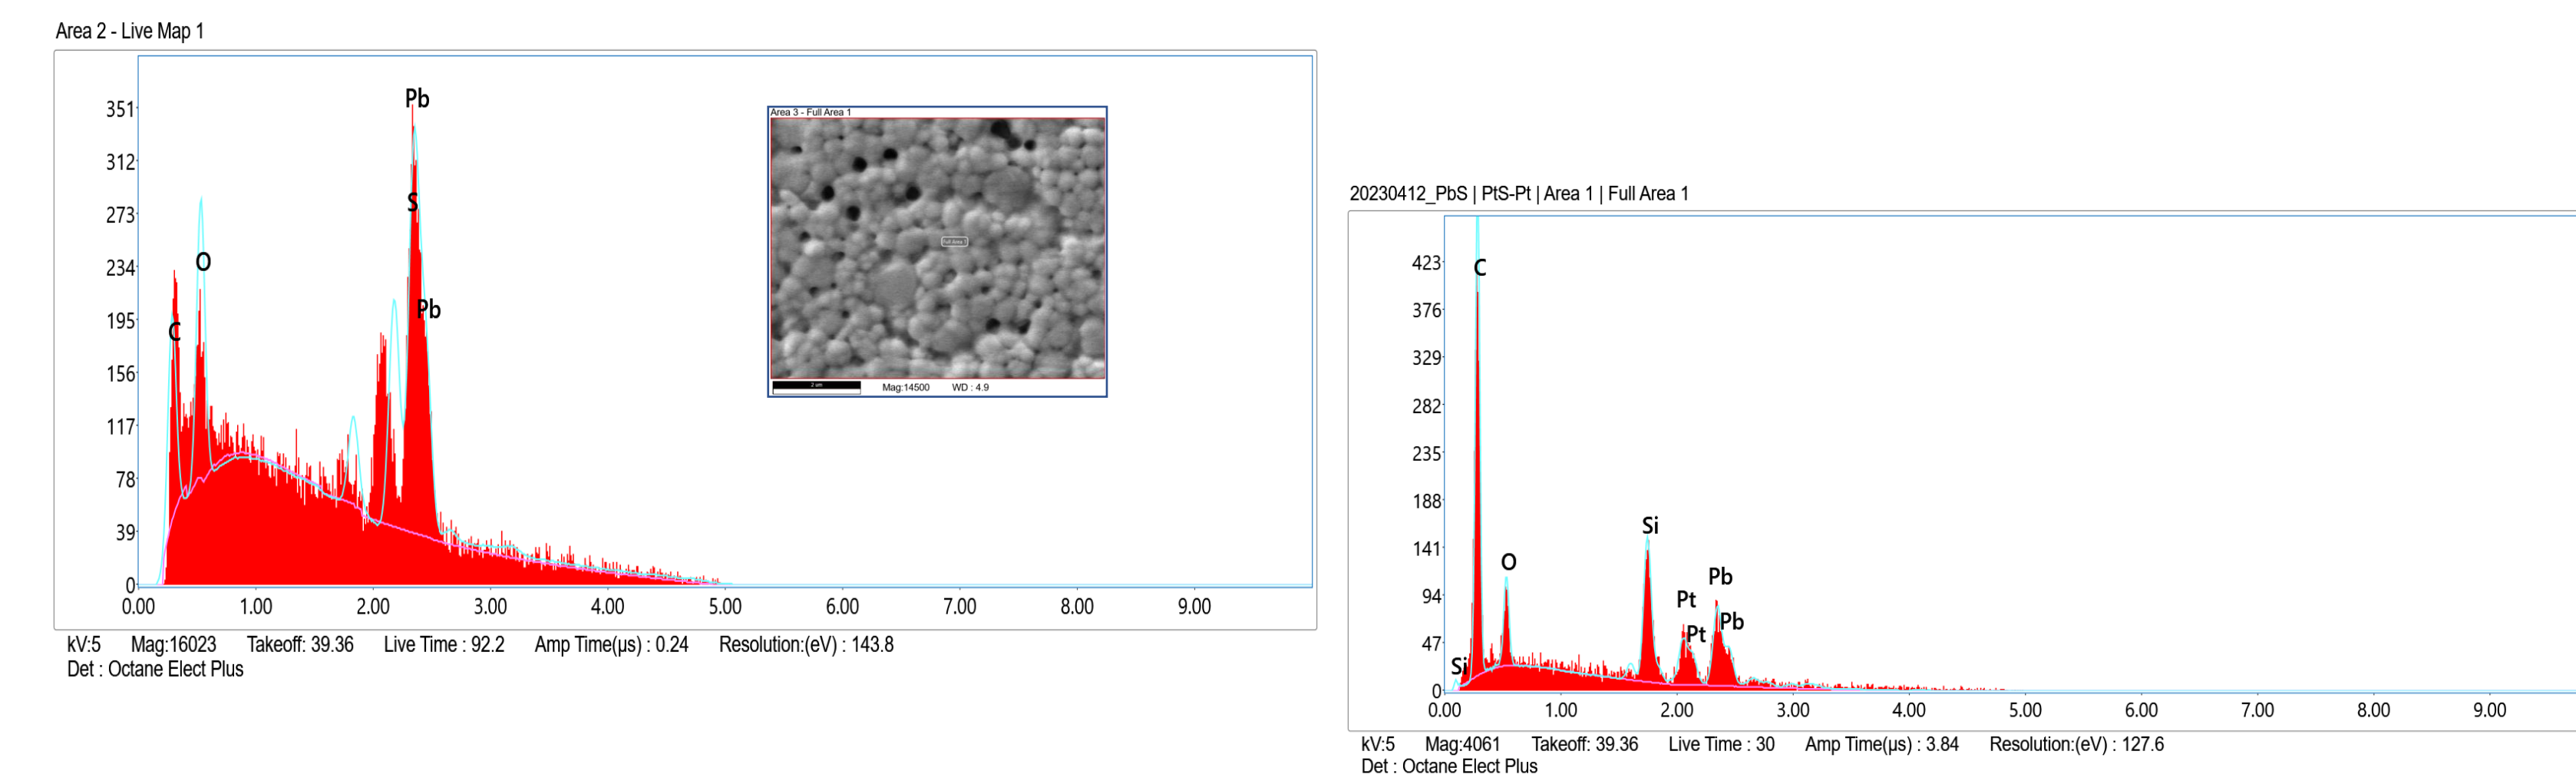 Area 2 - Live Map 1
351
312
273
234
195
156
117
78
39
0
Pb
S
O
Pb
C
0.00 1.00 2.00 3.00 4.00 5.00 6.00 7.00 8.00 9.00
kV:5 Mag:16023 Takeoff: 39.36 Live Time : 92.2 Amp Time(µs) : 0.24 Resolution:(eV) : 143.8
Det : Octane Elect Plus
Area 3 - Full Area 1
Full Area 1
2 um Mag:14500 WD : 4.9
20230412_PbS | PtS-Pt | Area 1 | Full Area 1
423
376
329
282
235
188
141
94
47
0
C
Si
O
Pb
Pt
Pb
Pt
Si
0.00 1.00 2.00 3.00 4.00 5.00 6.00 7.00 8.00 9.00
kV:5 Mag:4061 Takeoff: 39.36 Live Time : 30 Amp Time(µs) : 3.84 Resolution:(eV) : 127.6
Det : Octane Elect Plus